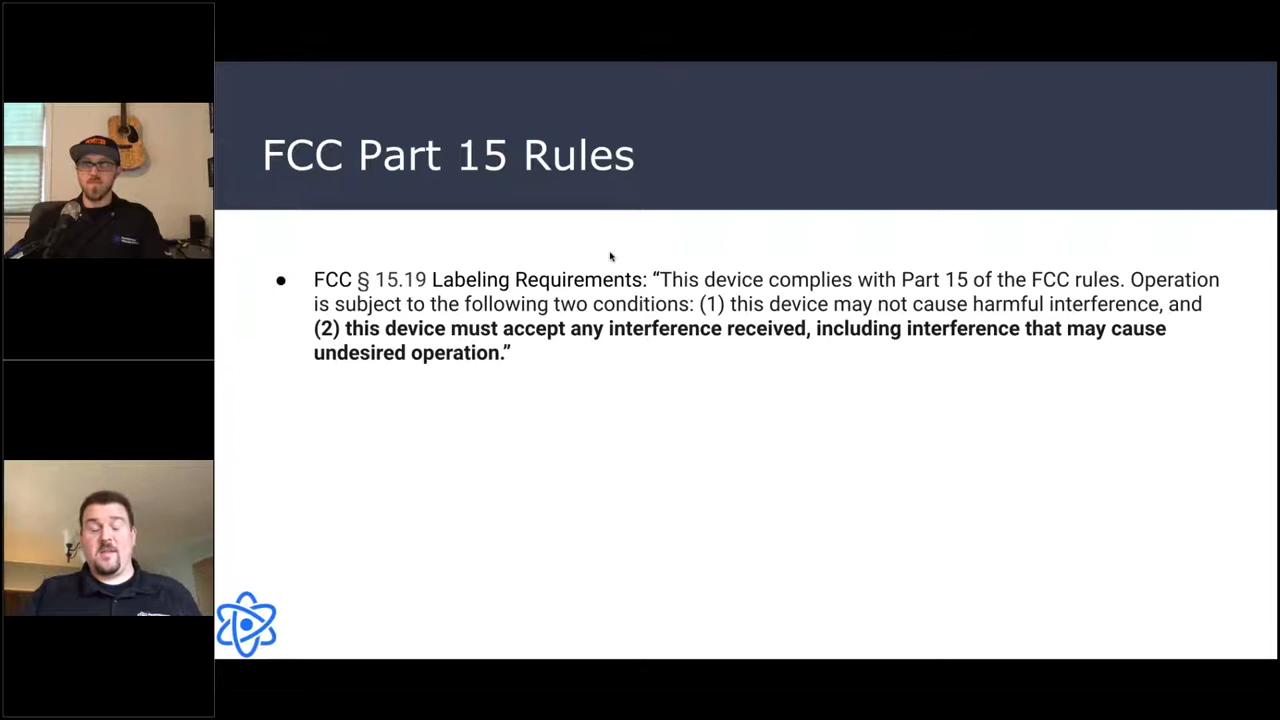 FCC Part 15 Rules
● FCC § 15.19 Labeling Requirements: “This device complies with Part 15 of the FCC rules. Operation
is subject to the following two conditions: (1) this device may not cause harmful interference, and
(2) this device must accept any interference received, including interference that may cause
undesired operation.”